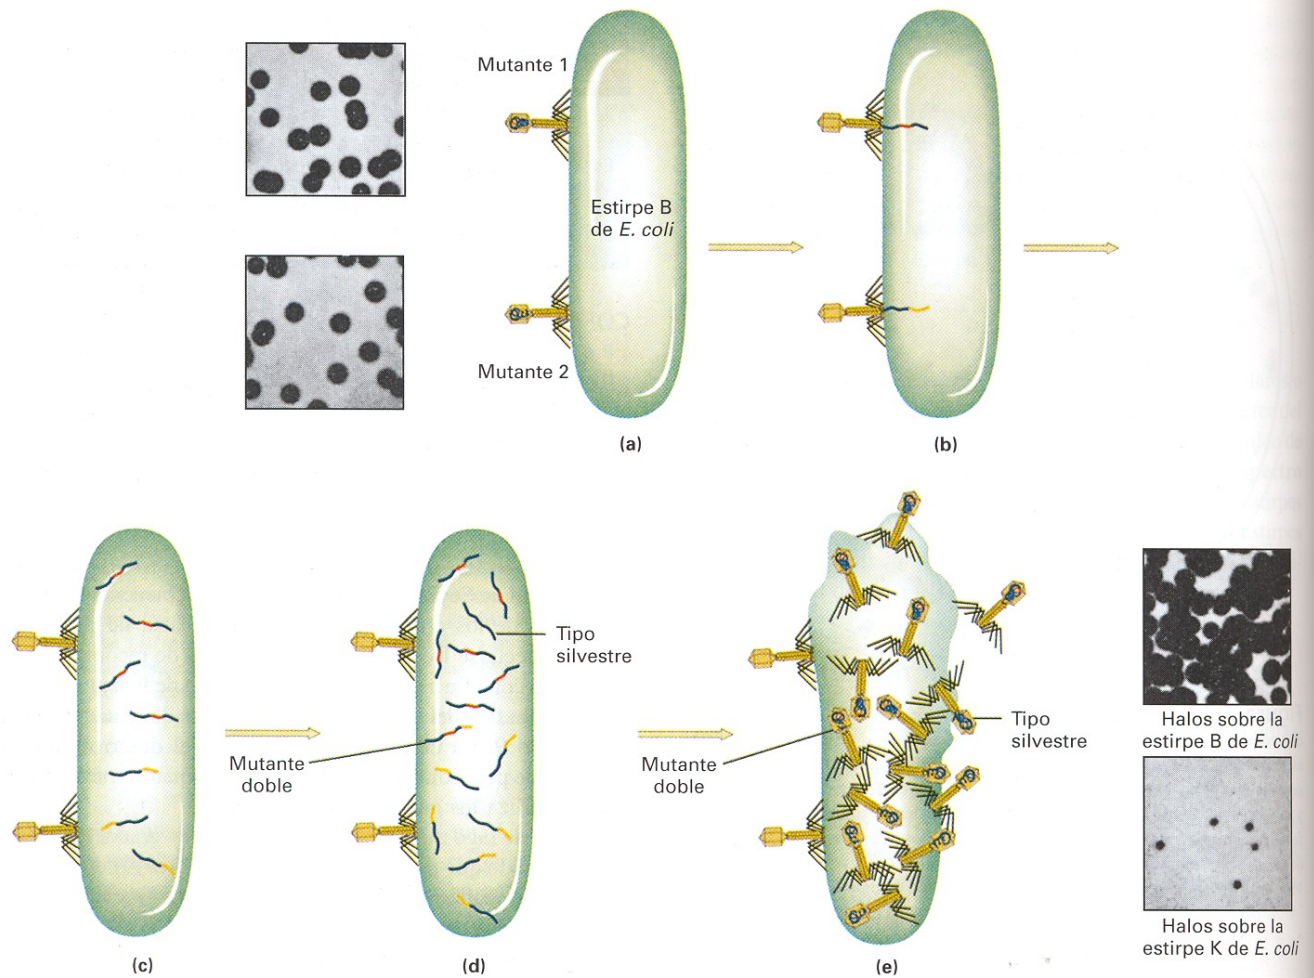 Mutante 1
Estirpe B
de E. coli
Mutante 2
(a)
(b)
Tipo
silvestre
Mutante
doble
(c)
(d)
Mutante
doble
Tipo
silvestre
(e)
Halos sobre la
estirpe B de E. coli
Halos sobre la
estirpe K de E. coli